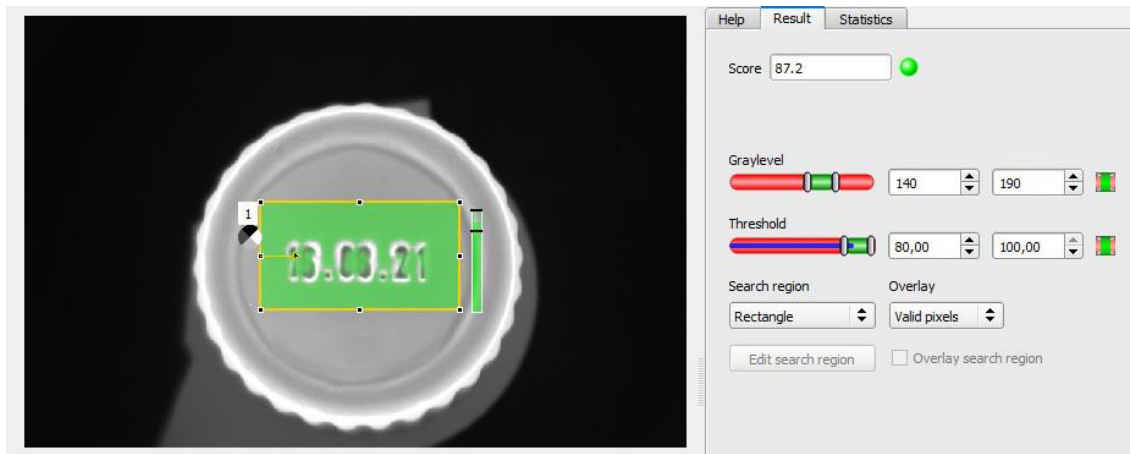 Help Result Statistics
Score 87.2
Graylevel
140 190
1
Threshold
13.03.21
80,00 100,00
Search region Overlay
Rectangle Valid pixels
Edit search region Overlay search region